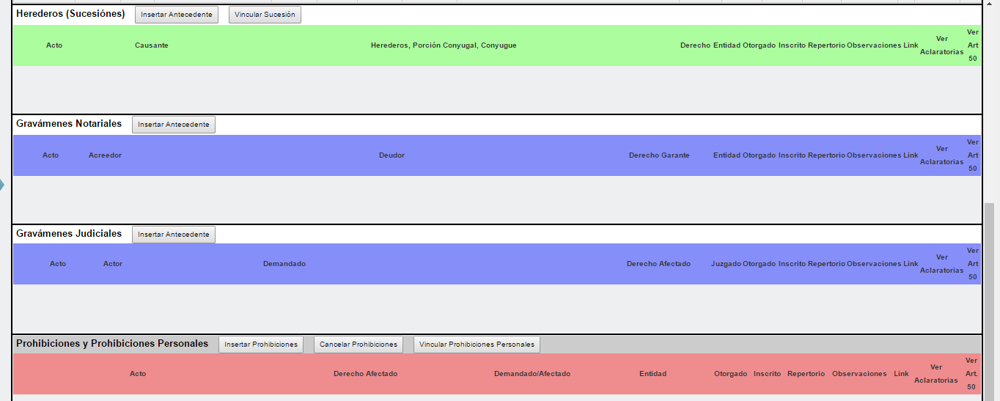 Herederos (Sucesiónes) Insertar Antecedente Vincular Sucesión
Acto Causante Herederos, Porción Conyugal, Conyugue Derecho Entidad Otorgado Inscrito Repertorio Observaciones Link Ver Aclaratorias Ver Art 50
Gravámenes Notariales Insertar Antecedente
Acto Acreedor Deudor Derecho Garante Entidad Otorgado Inscrito Repertorio Observaciones Link Ver Aclaratorias Ver Art 50
Gravámenes Judiciales Insertar Antecedente
Acto Actor Demandado Derecho Afectado Juzgado Otorgado Inscrito Repertorio Observaciones Link Ver Aclaratorias Ver Art 50
Prohibiciones y Prohibiciones Personales Insertar Prohibiciones Cancelar Prohibiciones Vincular Prohibiciones Personales
Acto Derecho Afectado Demandado/Afectado Entidad Otorgado Inscrito Repertorio Observaciones Link Ver Aclaratorias Ver Art. 50